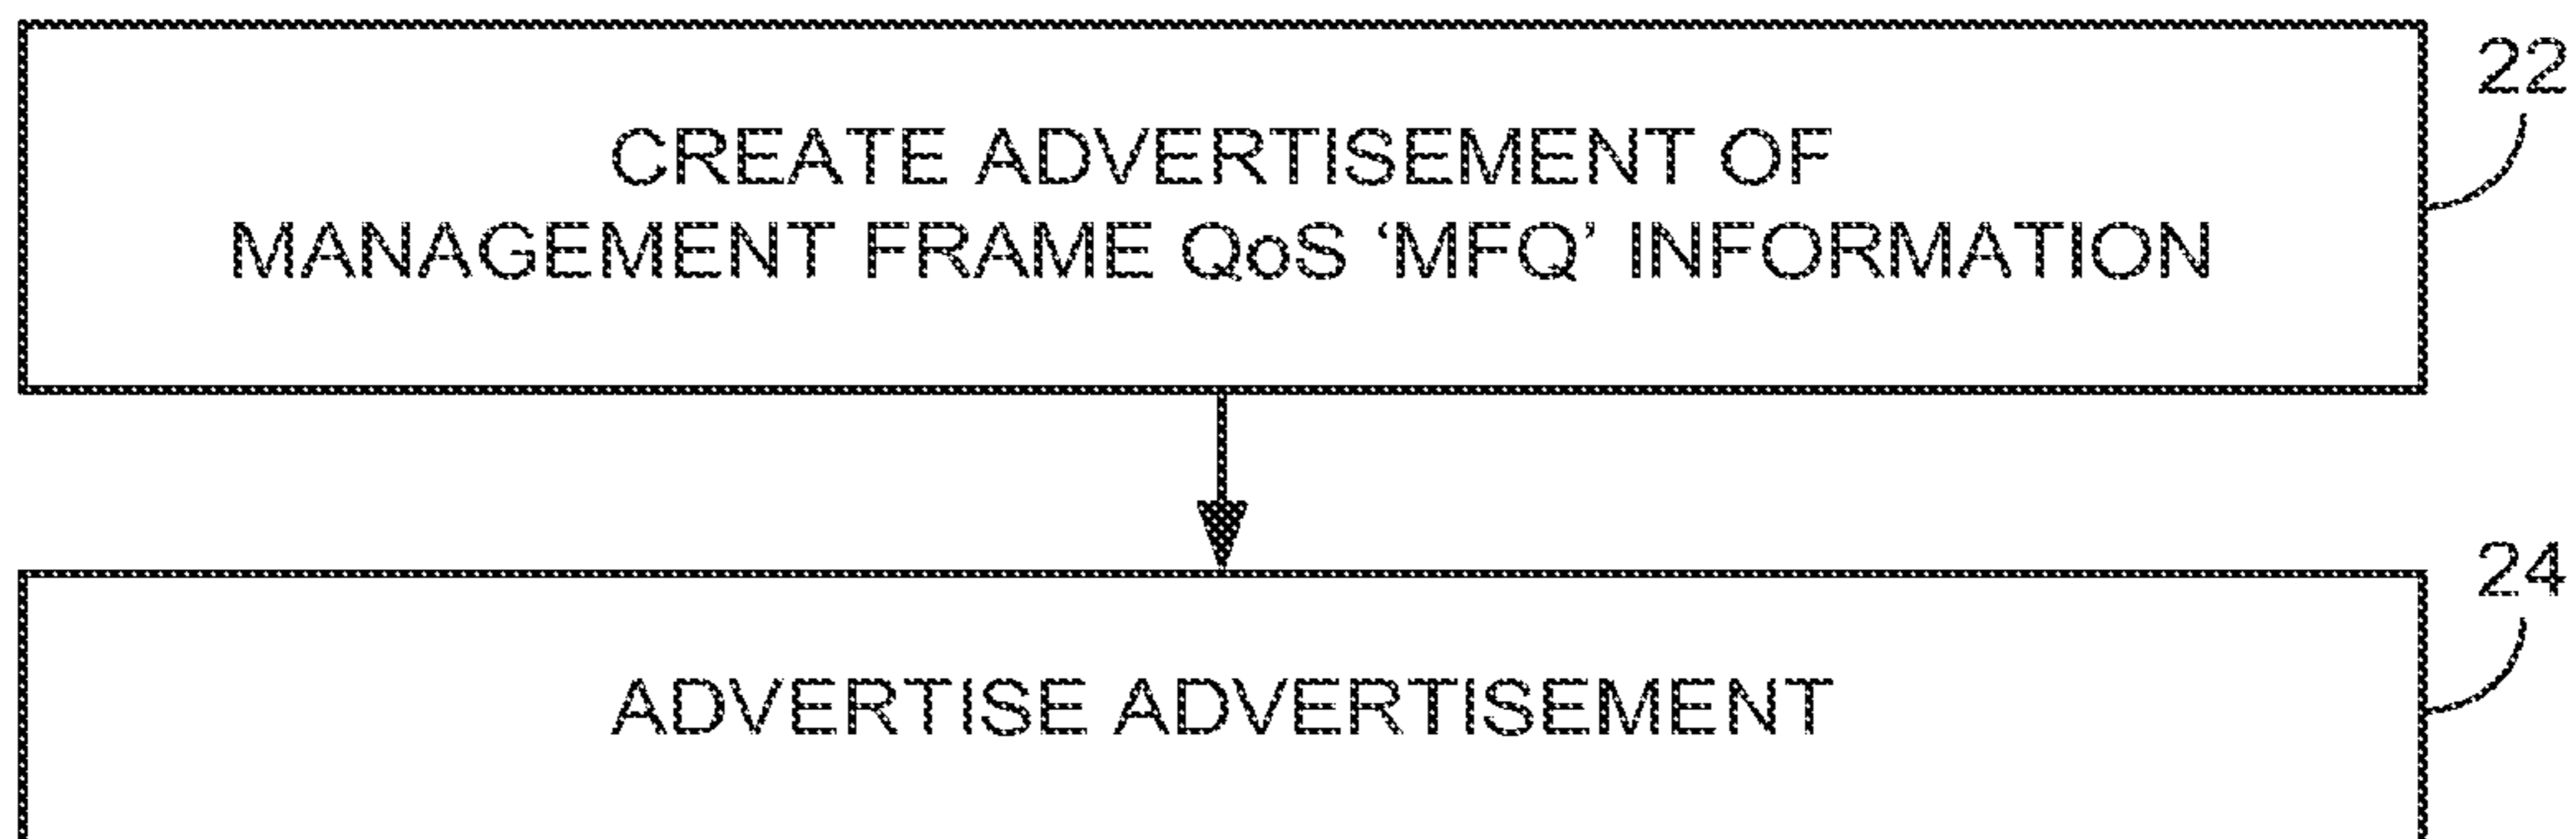 22
CREATE ADVERTISEMENT OF
MANAGEMENT FRAME QoS ‘MFQ’ INFORMATION
24
ADVERTISE ADVERTISEMENT